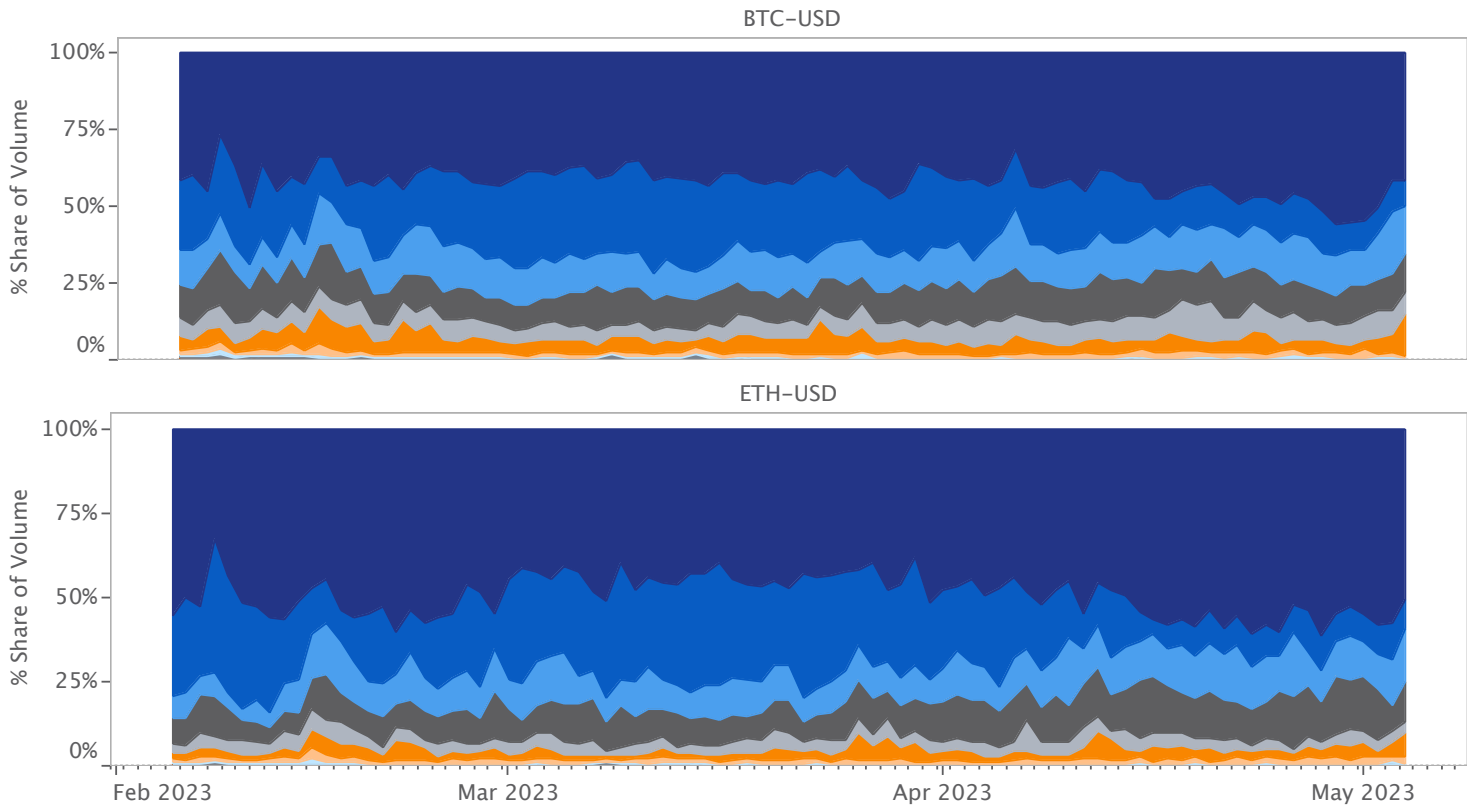 BTC–USD
% Share of Volume
100%
75%
50%
25%
0%
ETH–USD
% Share of Volume
100%
75%
50%
25%
0%
Feb 2023
Mar 2023
Apr 2023
May 2023